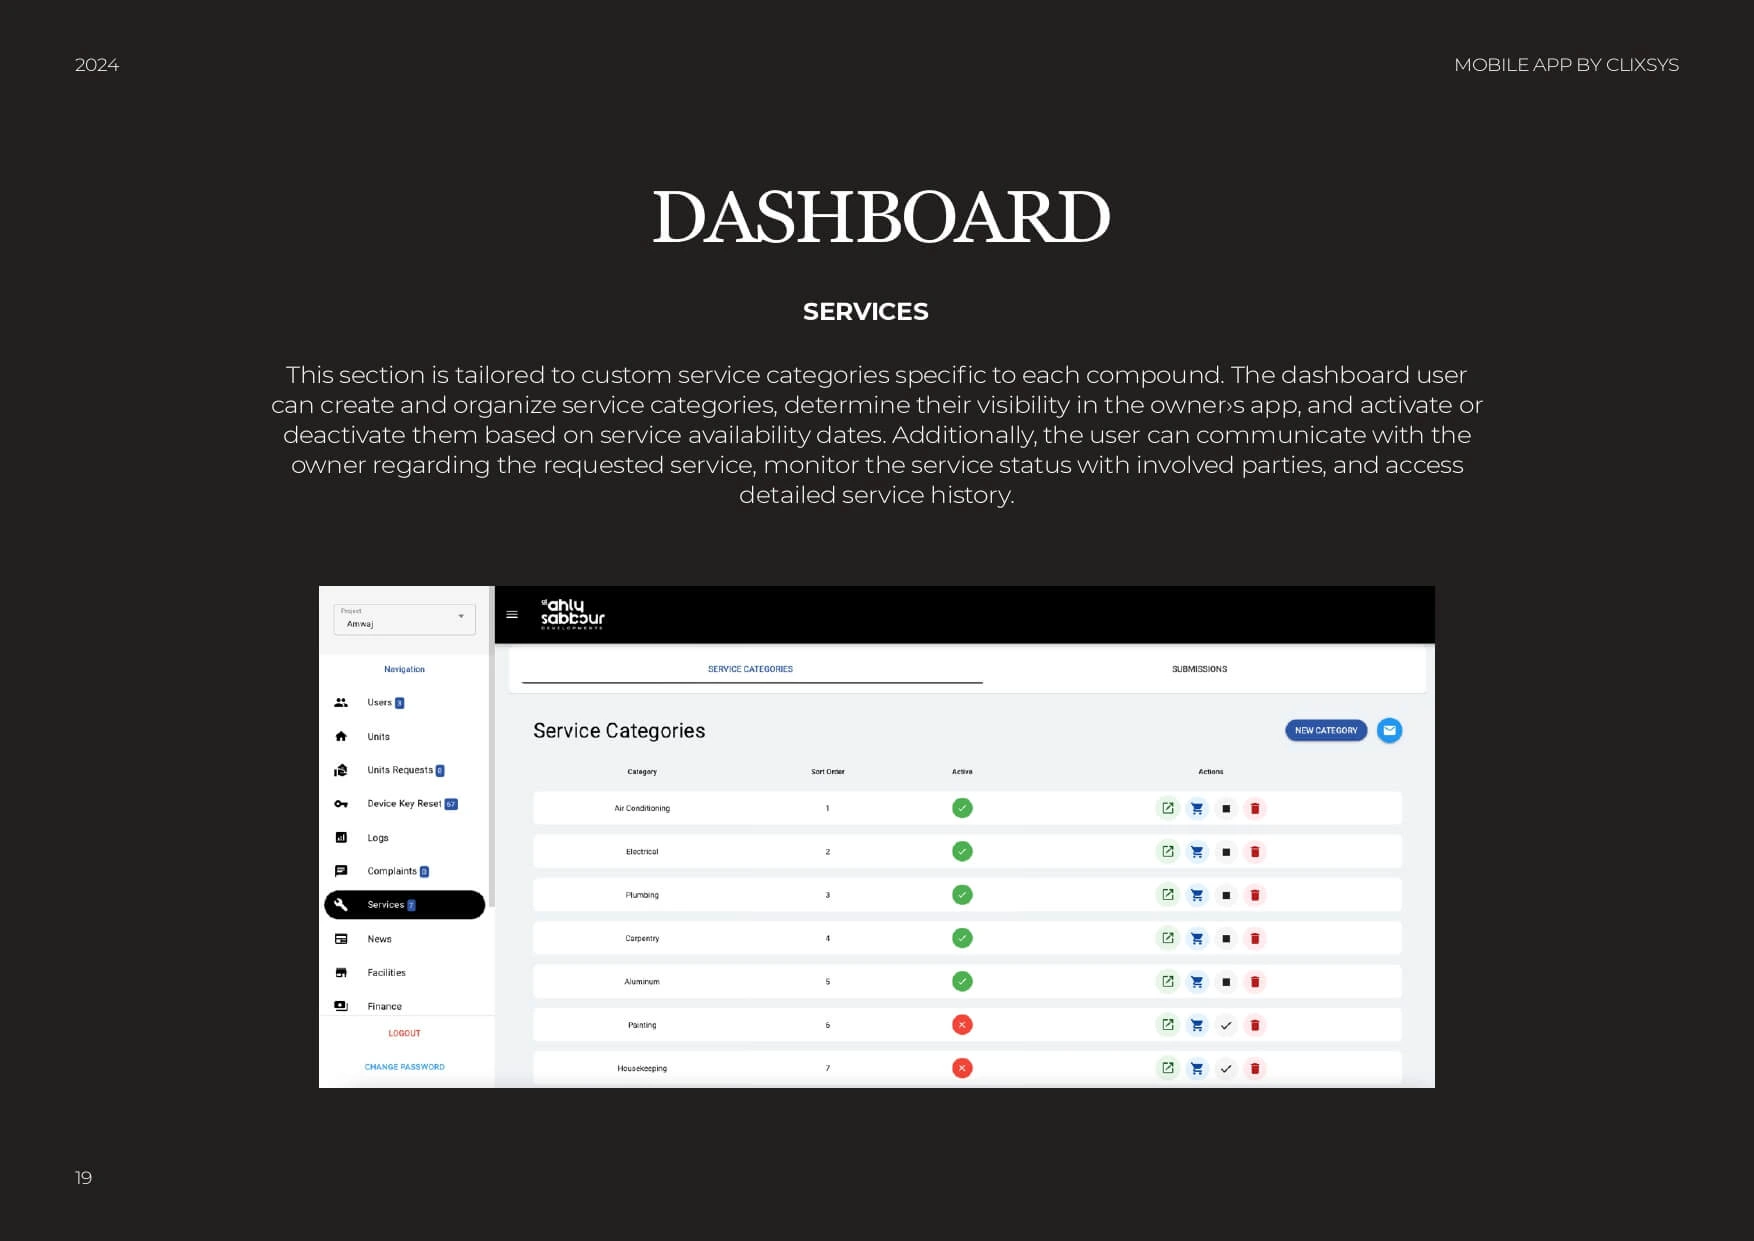 2024
MOBILE APP BY CLIXSYS
DASHBOARD
SERVICES
This section is tailored to custom service categories specific to each compound. The dashboard user
can create and organize service categories, determine their visibility in the owner›s app, and activate or
deactivate them based on service availability dates. Additionally, the user can communicate with the
owner regarding the requested service, monitor the service status with involved parties, and access
detailed service history.
Project
Amwaj
Navigation
Users 3
Units
Units Requests
Device Key Reset 67
Logs
Complaints
Services 7
News
Facilities
Finance
LOGOUT
CHANGE PASSWORD
al ahly
sabbour
DEVELOPMENTS
SERVICE CATEGORIES SUBMISSIONS
Service Categories
NEW CATEGORY
Category Sort Order Active Actions
Air Conditioning 1
Electrical 2
Plumbing 3
Carpentry 4
Aluminum 5
Painting 6
Housekeeping 7
19